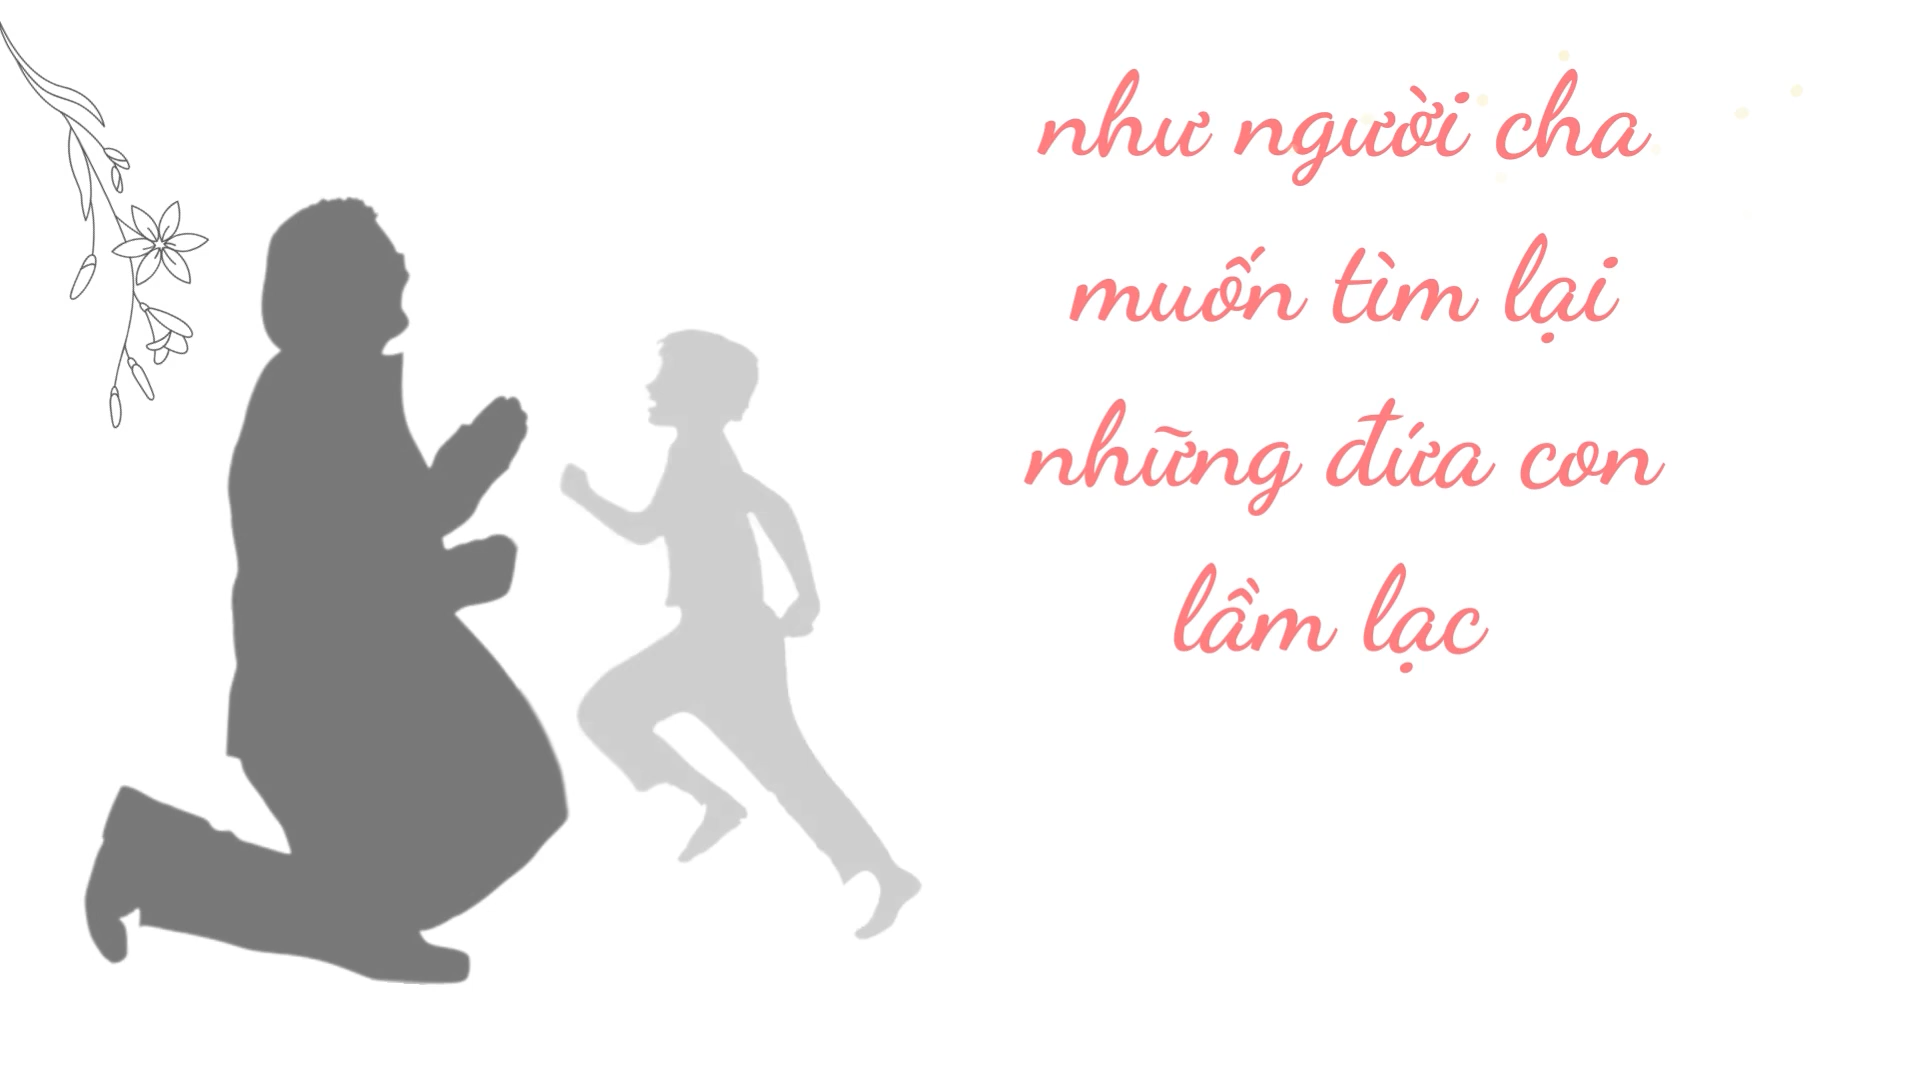 như người cha
muốn tìm lại
những đứa con
lầm lạc